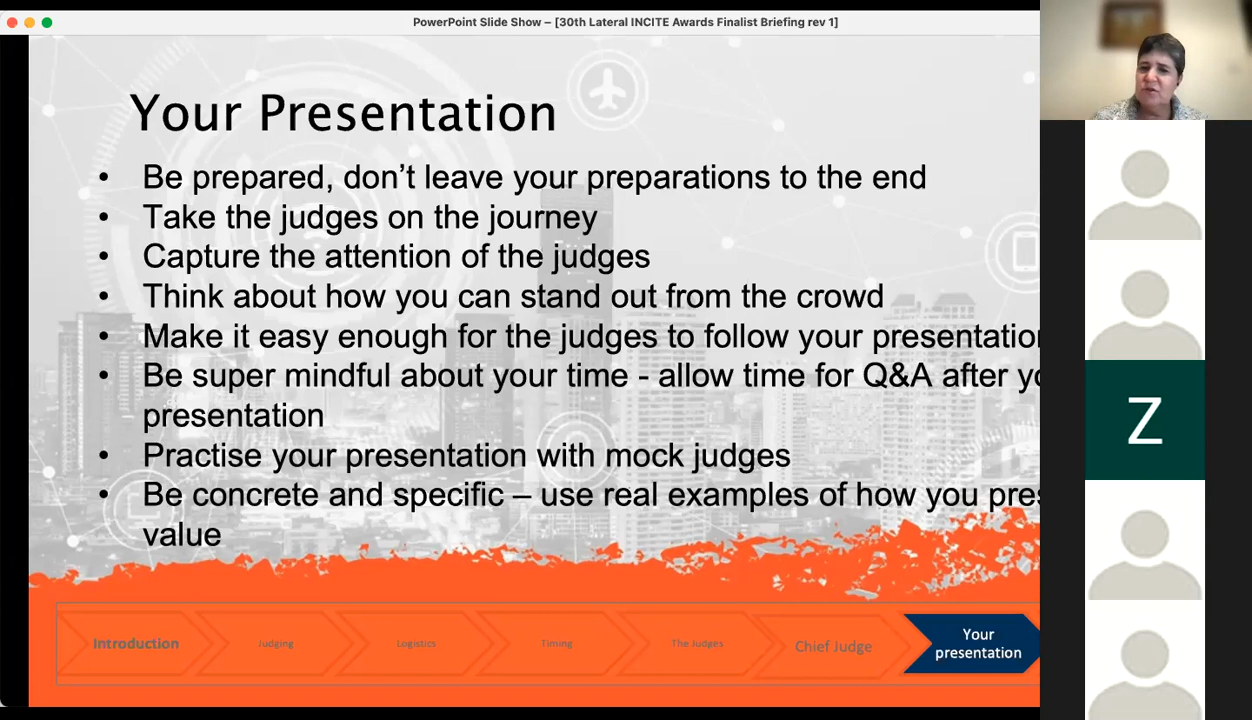 PowerPoint Slide Show – [30th Lateral INCITE Awards Finalist Briefing rev 1]
Your Presentation
• Be prepared, don’t leave your preparations to the end
• Take the judges on the journey
• Capture the attention of the judges
• Think about how you can stand out from the crowd
• Make it easy enough for the judges to follow your
• Be super mindful about your time - allow time for Q&A after
presentation
• Practise your presentation with mock judges
• Be concrete and specific – use real examples of how you
value
Introduction
Judging
Logistics
Timing
The Judges
Chief Judge
Your
presentation
Z